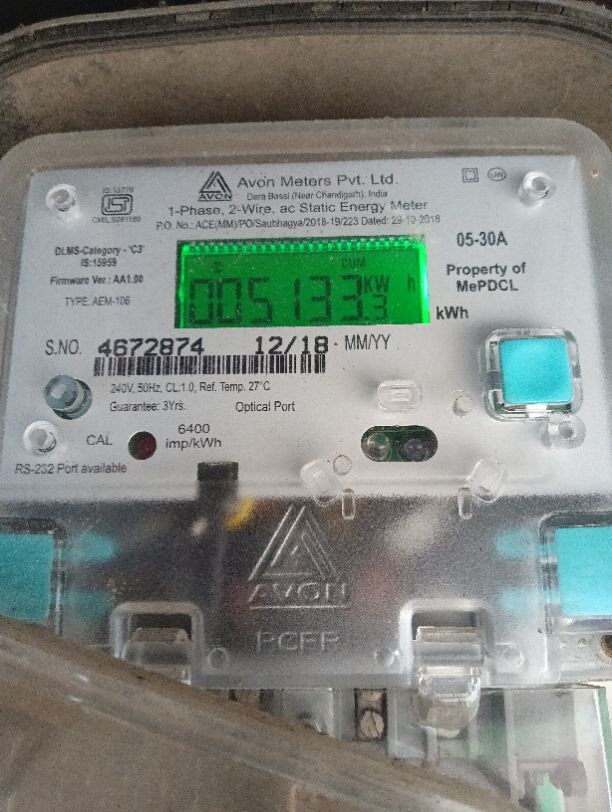 IS:13779
Avon Meters Pvt. Ltd.
AVON
Dera Bassi (Near Chandigarh), India
1-Phase, 2-Wire, ac Static Energy Meter
P.O. No.: ACE(MM)/PO/Saubhagya/2018-19/223 Dated: 29-10-2018
DLMS-Category - 'C3'
IS:15959
Firmware Ver.: AA1.00
TYPE: AEM-106
05-30A
Property of
MePDCL
CUM
005133.3 KW h
kWh
S.NO. 4672874 12/18 - MM/YY
240V, 50Hz, CL:1.0, Ref. Temp. 27°C
Guarantee: 3Yrs. Optical Port
CAL
6400
imp/kWh
RS-232 Port available
AVON